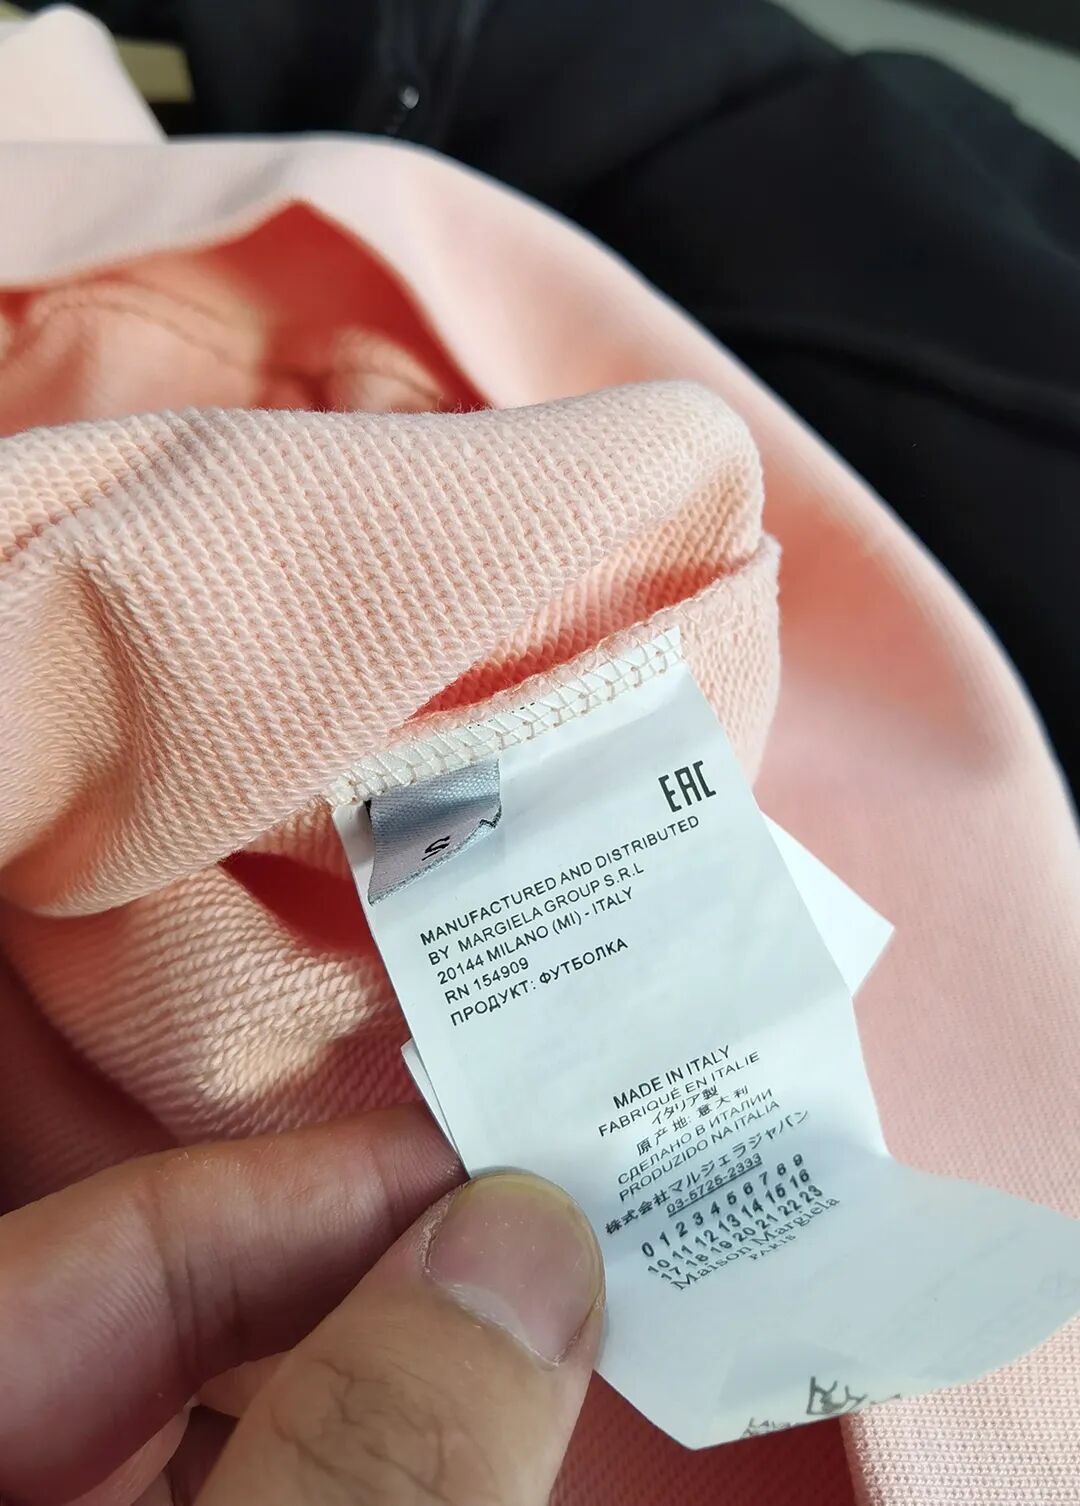 S
EAC
MANUFACTURED AND DISTRIBUTED
BY MARGIELA GROUP S.R.L
20144 MILANO (MI) - ITALY
RN 154909
ПРОДУКТ: ФУТБОЛКА
MADE IN ITALY
FABRIQUÉ EN ITALIE
イタリア製
原产地: 意大利
СДЕЛАНО В ИТАЛИИ
PRODUZIDO NA ITALIA
株式会社マルジェラジャパン
03-5725-2333
0 1 2 3 4 5 6 7 8 9
10 11 12 13 14 15 16
17 18 19 20 21 22 23
Maison Margiela
PARIS